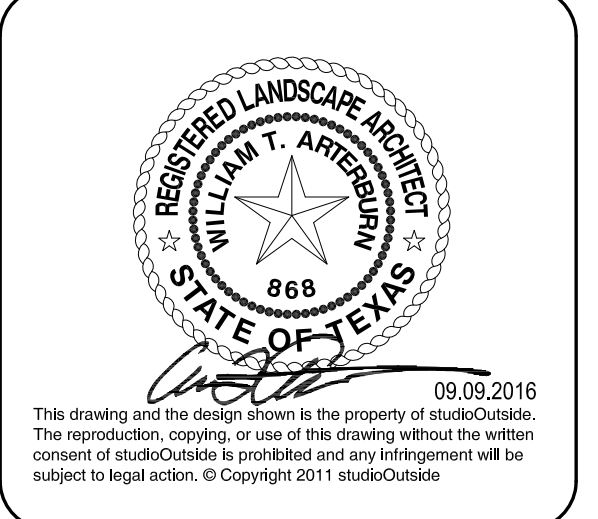 REGISTERED LANDSCAPE ARCHITECT
WILLIAM T. ARTERBURN
868
STATE OF TEXAS
09.09.2016
This drawing and the design shown is the property of studioOutside.
The reproduction, copying, or use of this drawing without the written
consent of studioOutside is prohibited and any infringement will be
subject to legal action. © Copyright 2011 studioOutside